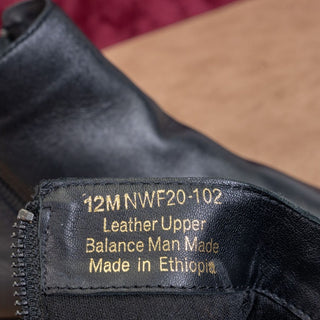 12M NWF20-102
Leather Upper
Balance Man Made
Made in Ethiopia